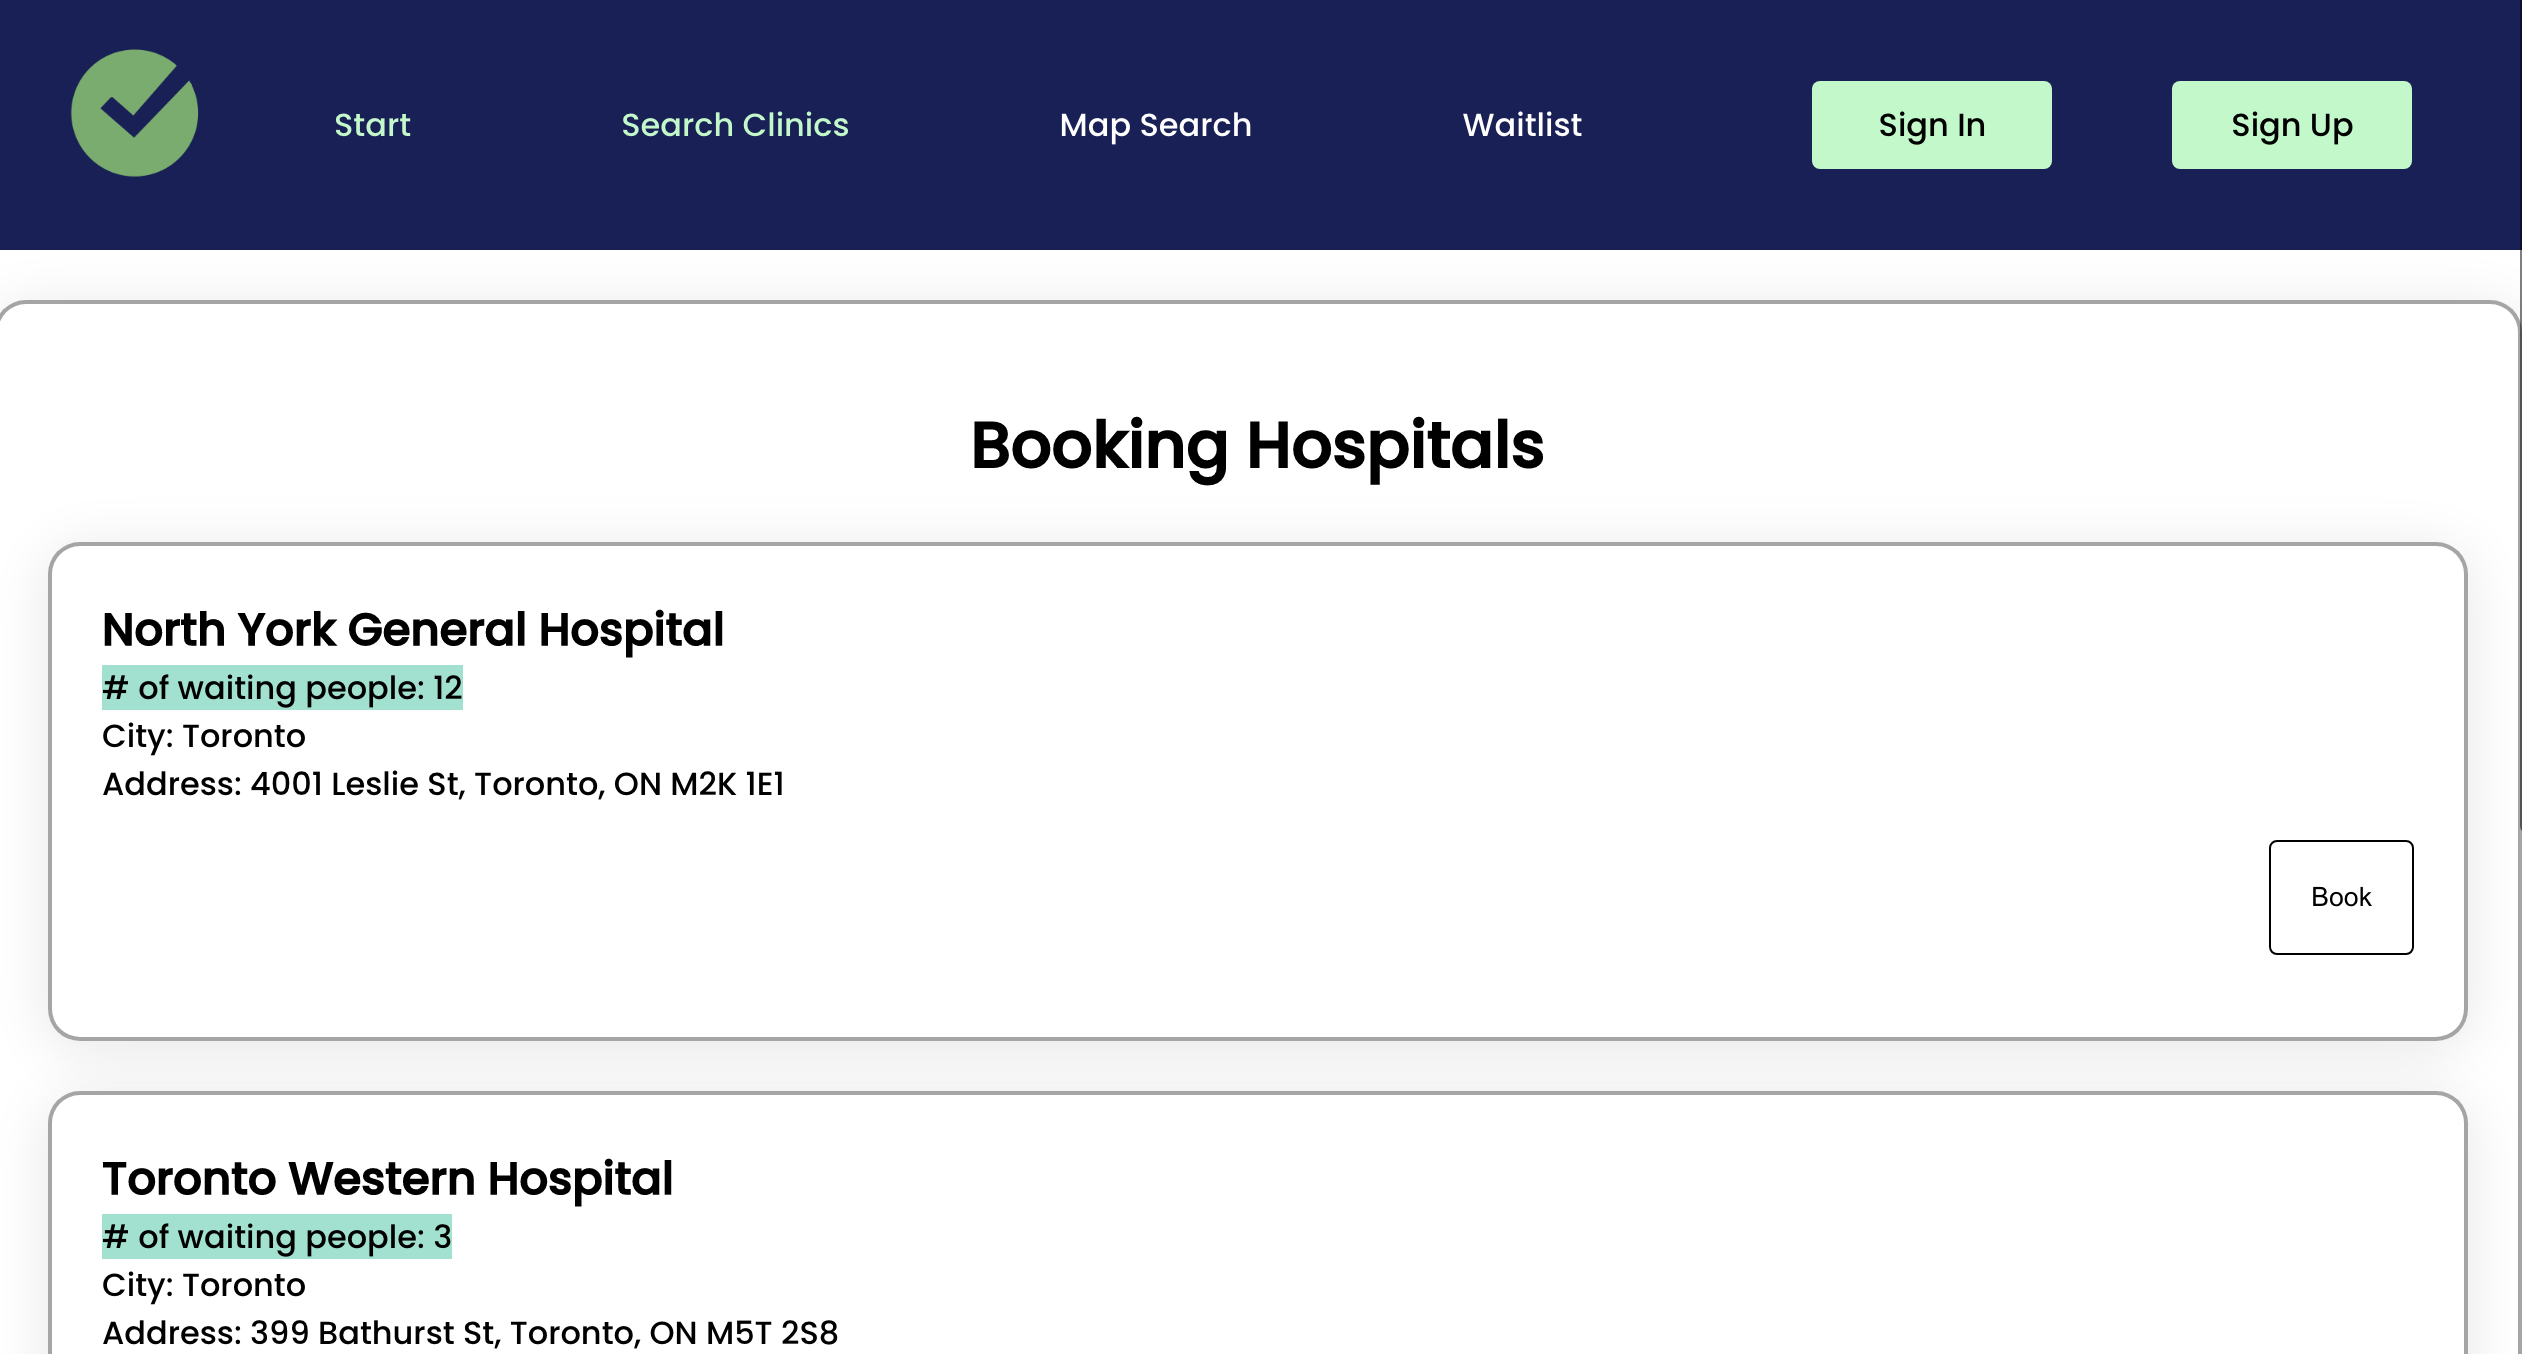 Start Search Clinics Map Search Waitlist Sign In Sign Up
Booking Hospitals
North York General Hospital
# of waiting people: 12
City: Toronto
Address: 4001 Leslie St, Toronto, ON M2K 1E1
Book
Toronto Western Hospital
# of waiting people: 3
City: Toronto
Address: 399 Bathurst St, Toronto, ON M5T 2S8